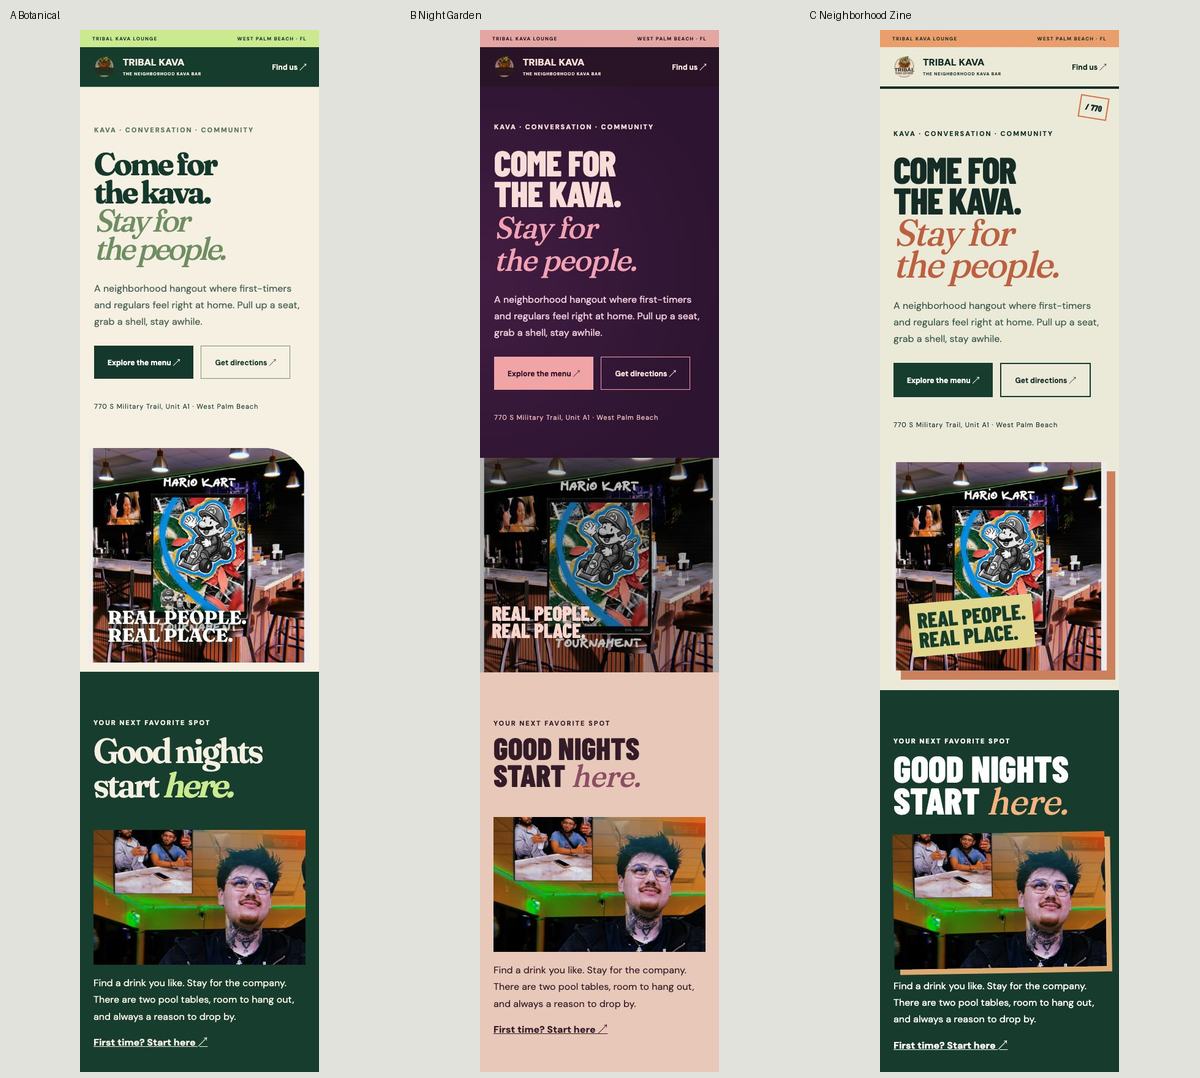 A Botanical
TRIBAL KAVA LOUNGE WEST PALM BEACH · FL
TRIBAL KAVA
THE NEIGHBORHOOD KAVA BAR
Find us ↗
KAVA · CONVERSATION · COMMUNITY
Come for
the kava.
Stay for
the people.
A neighborhood hangout where first-timers
and regulars feel right at home. Pull up a seat,
grab a shell, stay awhile.
Explore the menu ↗ Get directions ↗
770 S Military Trail, Unit A1 · West Palm Beach
MARIO KART
REAL PEOPLE.
REAL PLACE.
TOURNAMENT
YOUR NEXT FAVORITE SPOT
Good nights
start here.
Find a drink you like. Stay for the company.
There are two pool tables, room to hang out,
and always a reason to drop by.
First time? Start here ↗
B Night Garden
TRIBAL KAVA LOUNGE WEST PALM BEACH · FL
TRIBAL KAVA
THE NEIGHBORHOOD KAVA BAR
Find us ↗
KAVA · CONVERSATION · COMMUNITY
COME FOR
THE KAVA.
Stay for
the people.
A neighborhood hangout where first-timers
and regulars feel right at home. Pull up a seat,
grab a shell, stay awhile.
Explore the menu ↗ Get directions ↗
770 S Military Trail, Unit A1 · West Palm Beach
MARIO KART
REAL PEOPLE.
REAL PLACE.
TOURNAMENT
YOUR NEXT FAVORITE SPOT
GOOD NIGHTS
START here.
Find a drink you like. Stay for the company.
There are two pool tables, room to hang out,
and always a reason to drop by.
First time? Start here ↗
C Neighborhood Zine
TRIBAL KAVA LOUNGE WEST PALM BEACH · FL
TRIBAL KAVA
THE NEIGHBORHOOD KAVA BAR
Find us ↗
/ 770
KAVA · CONVERSATION · COMMUNITY
COME FOR
THE KAVA.
Stay for
the people.
A neighborhood hangout where first-timers
and regulars feel right at home. Pull up a seat,
grab a shell, stay awhile.
Explore the menu ↗ Get directions ↗
770 S Military Trail, Unit A1 · West Palm Beach
MARIO KART
REAL PEOPLE.
REAL PLACE.
YOUR NEXT FAVORITE SPOT
GOOD NIGHTS
START here.
Find a drink you like. Stay for the company.
There are two pool tables, room to hang out,
and always a reason to drop by.
First time? Start here ↗